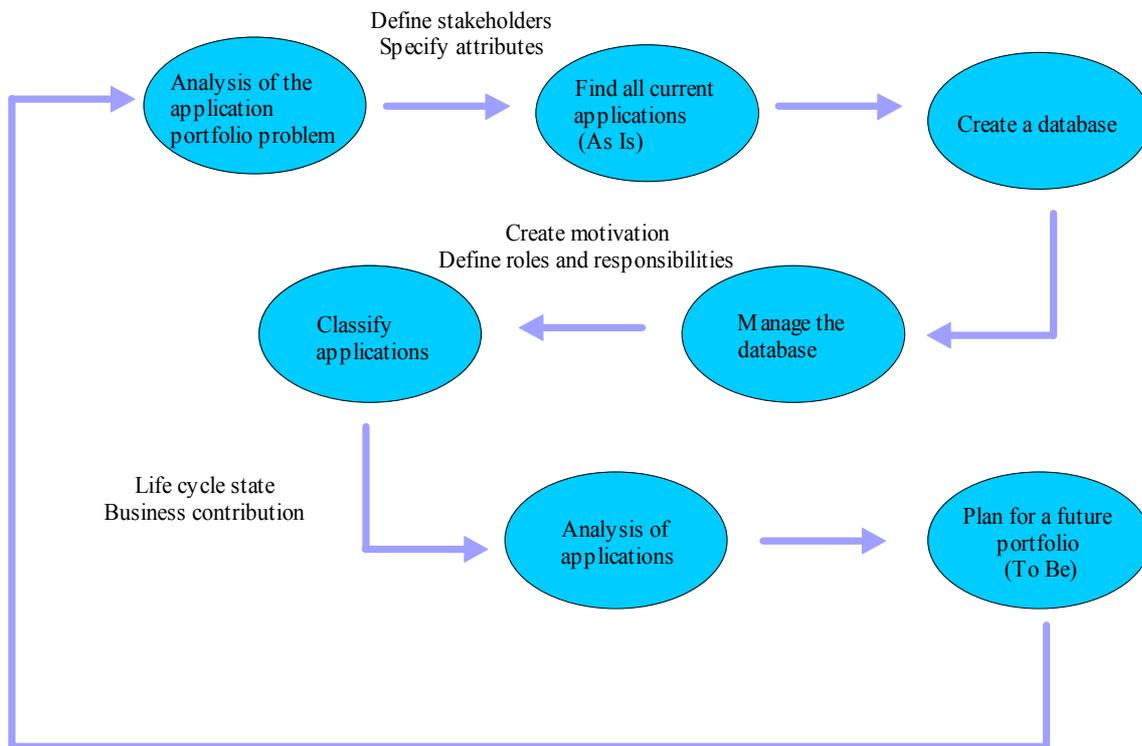 Define stakeholders
Specify attributes
Analysis of the
application
portfolio problem
Find all current
applications
(As Is)
Create a database
Create motivation
Define roles and responsibilities
Classify
applications
Manage the
database
Life cycle state
Business contribution
Analysis of
applications
Plan for a future
portfolio
(To Be)